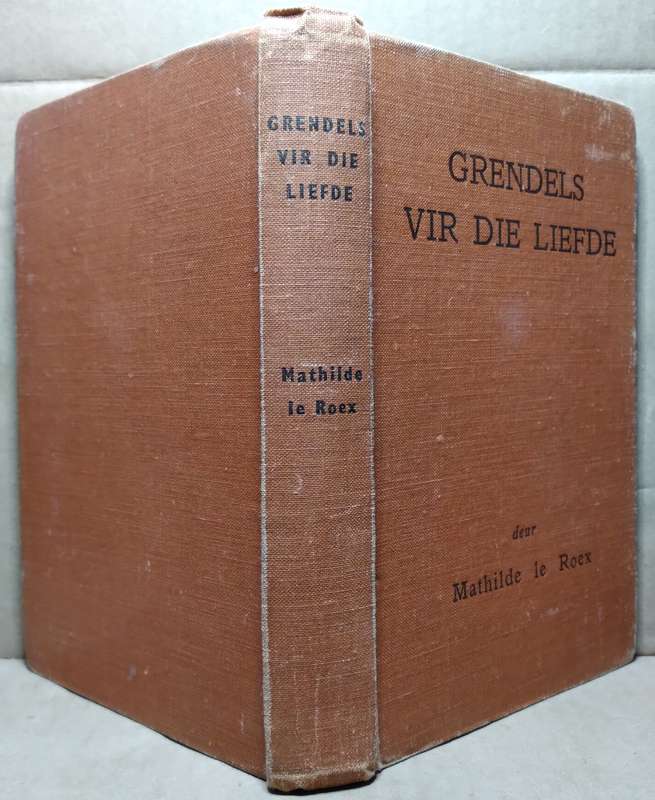 GRENDELS
VIR DIE
LIEFDE
Mathilde
le Roex
GRENDELS
VIR DIE LIEFDE
deur
Mathilde le Roex